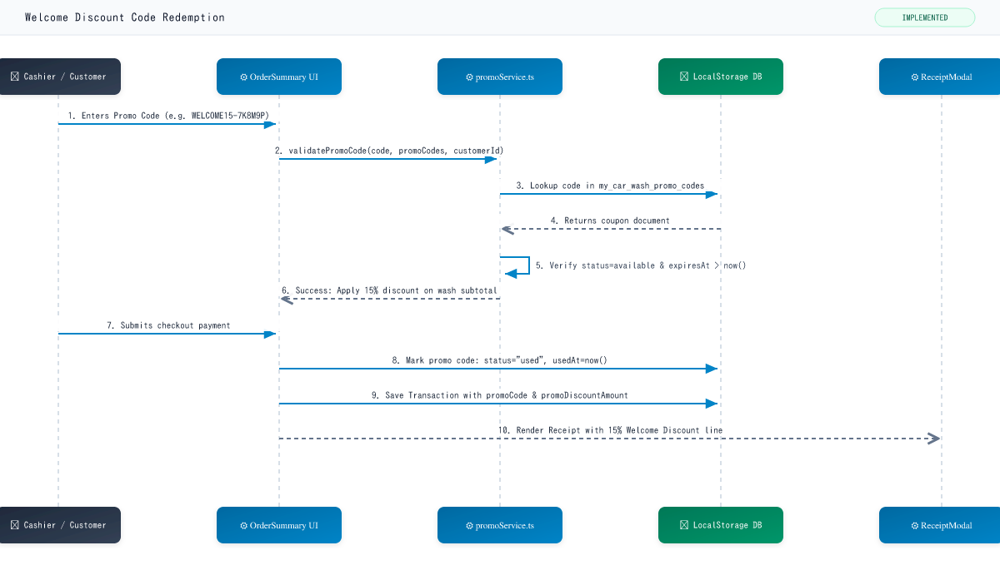 Welcome Discount Code Redemption
IMPLEMENTED
Cashier / Customer
⚙ OrderSummary UI
⚙ promoService.ts
LocalStorage DB
⚙ ReceiptModal
1. Enters Promo Code (e.g. WELCOME15-7K8M9P)
2. validatePromoCode(code, promoCodes, customerId)
3. Lookup code in my_car_wash_promo_codes
4. Returns coupon document
5. Verify status=available & expiresAt > now()
6. Success: Apply 15% discount on wash subtotal
7. Submits checkout payment
8. Mark promo code: status="used", usedAt=now()
9. Save Transaction with promoCode & promoDiscountAmount
10. Render Receipt with 15% Welcome Discount line
Cashier / Customer
⚙ OrderSummary UI
⚙ promoService.ts
LocalStorage DB
⚙ ReceiptModal